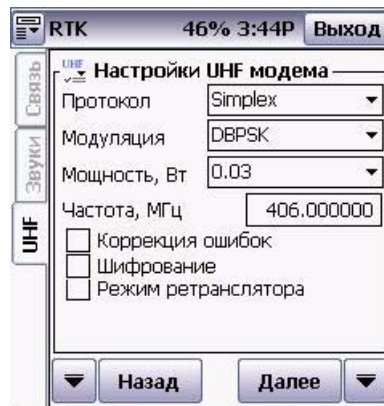 RTK 46% 3:44P Выход
Связь
Звуки
UHF
UHF Настройки UHF модема
Протокол Simplex
Модуляция DBPSK
Мощность, Вт 0.03
Частота, МГц 406.000000
Коррекция ошибок
Шифрование
Режим ретранслятора
Назад Далее